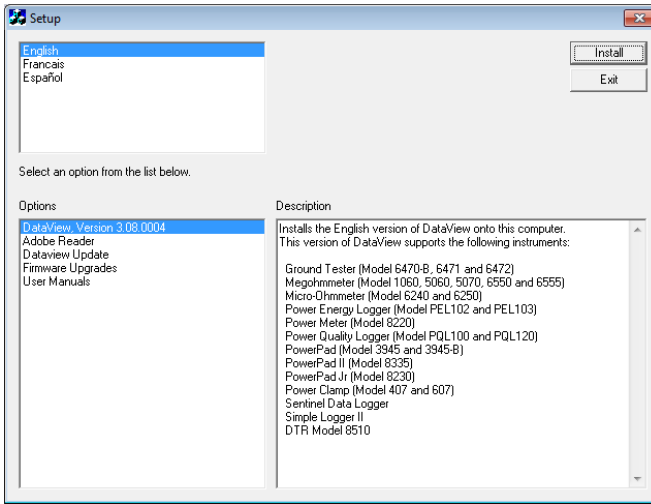 Setup
English
Francais
Español
Install
Exit
Select an option from the list below.
Options
DataView, Version 3.08.0004
Adobe Reader
Dataview Update
Firmware Upgrades
User Manuals
Description
Installs the English version of DataView onto this computer.
This version of DataView supports the following instruments:
Ground Tester (Model 6470-B, 6471 and 6472)
Megohmmeter (Model 1060, 5060, 5070, 6550 and 6555)
Micro-Ohmmeter (Model 6240 and 6250)
Power Energy Logger (Model PEL102 and PEL103)
Power Meter (Model 8220)
Power Quality Logger (Model PQL100 and PQL120)
PowerPad (Model 3945 and 3945-B)
PowerPad II (Model 8335)
PowerPad Jr (Model 8230)
Power Clamp (Model 407 and 607)
Sentinel Data Logger
Simple Logger II
DTR Model 8510